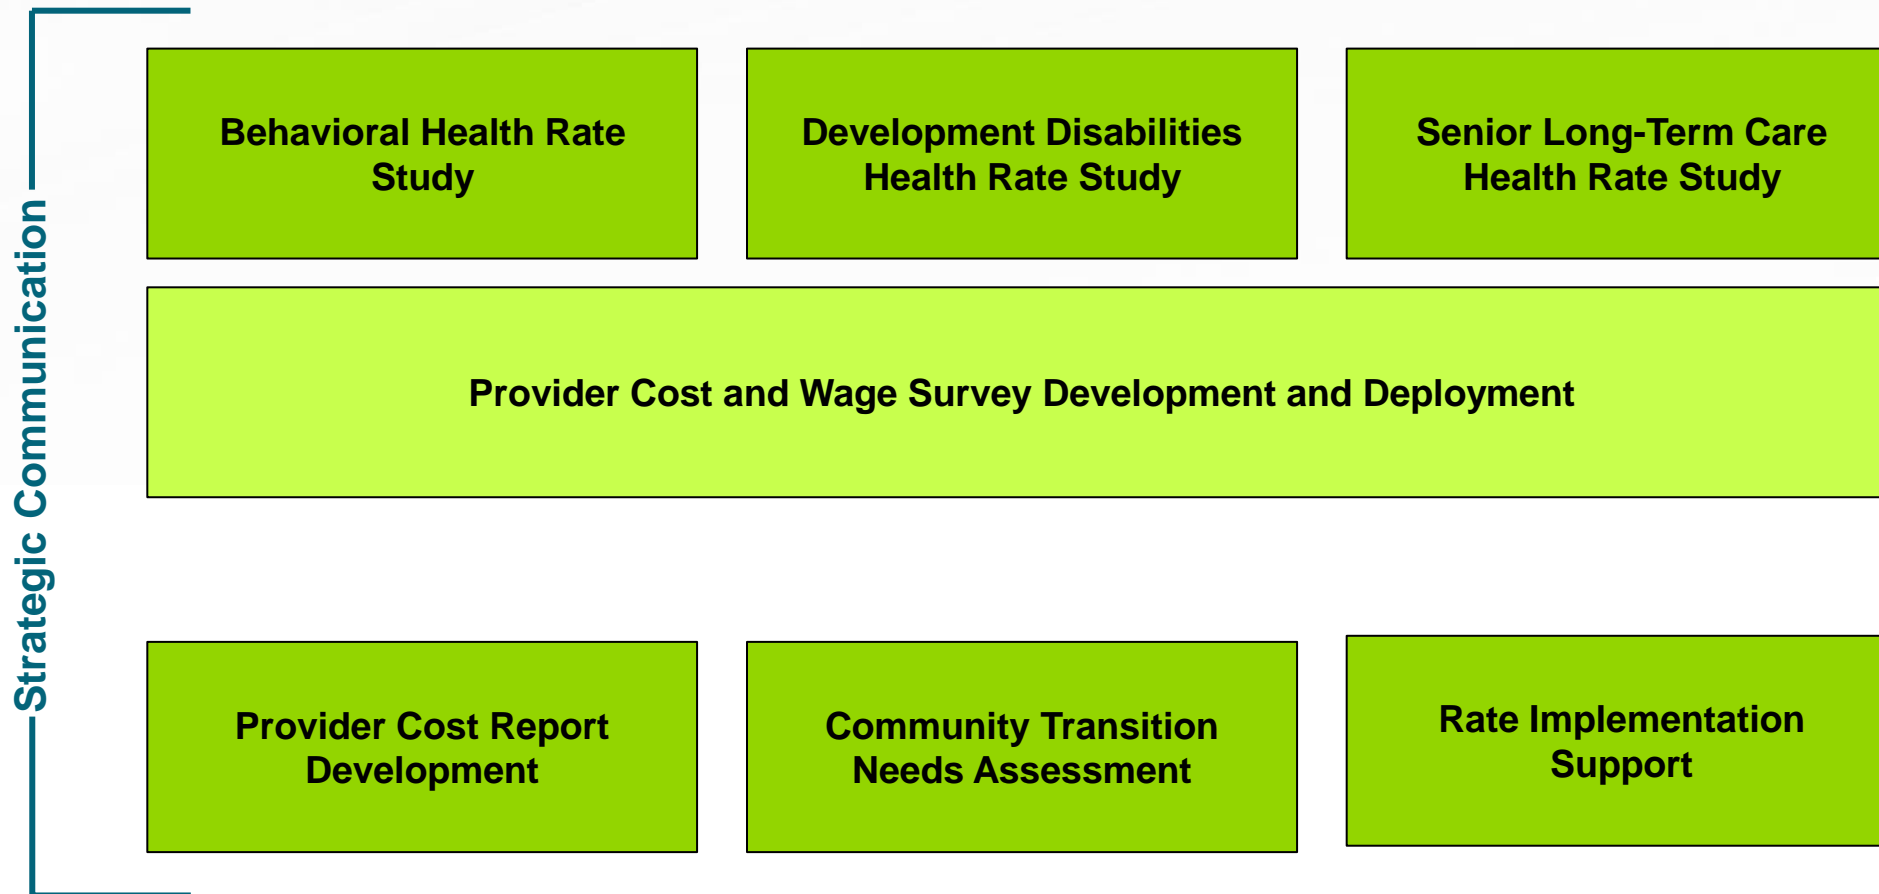 Strategic Communication
Behavioral Health Rate
Study
Development Disabilities
Health Rate Study
Senior Long-Term Care
Health Rate Study
Provider Cost and Wage Survey Development and Deployment
Provider Cost Report
Development
Community Transition
Needs Assessment
Rate Implementation
Support